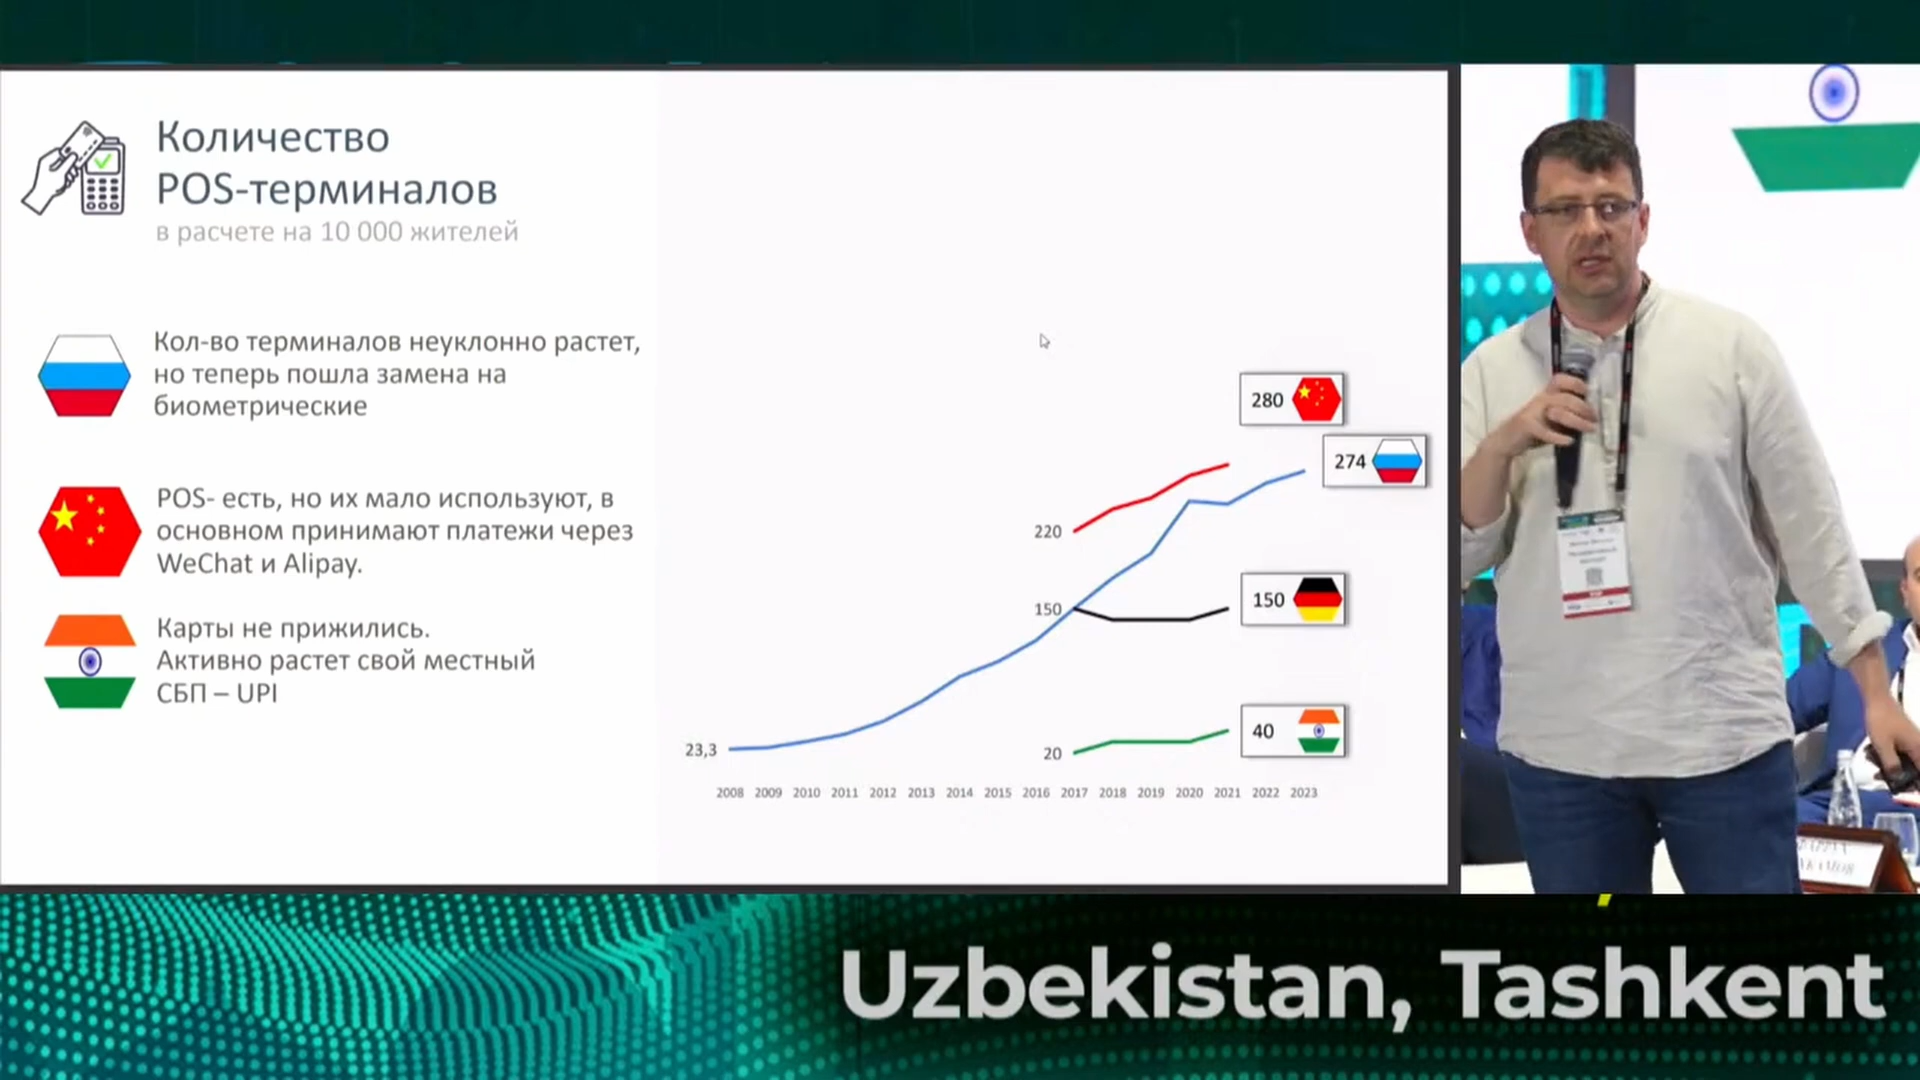 Количество
POS-терминалов
в расчете на 10 000 жителей
Кол-во терминалов неуклонно растет,
но теперь пошла замена на
биометрические
POS- есть, но их мало используют, в
основном принимают платежи через
WeChat и Alipay.
Карты не прижились.
Активно растет свой местный
СБП – UPI
280
274
220
150
150
40
23,3
20
2008 2009 2010 2011 2012 2013 2014 2015 2016 2017 2018 2019 2020 2021 2022 2023
Uzbekistan, Tashkent